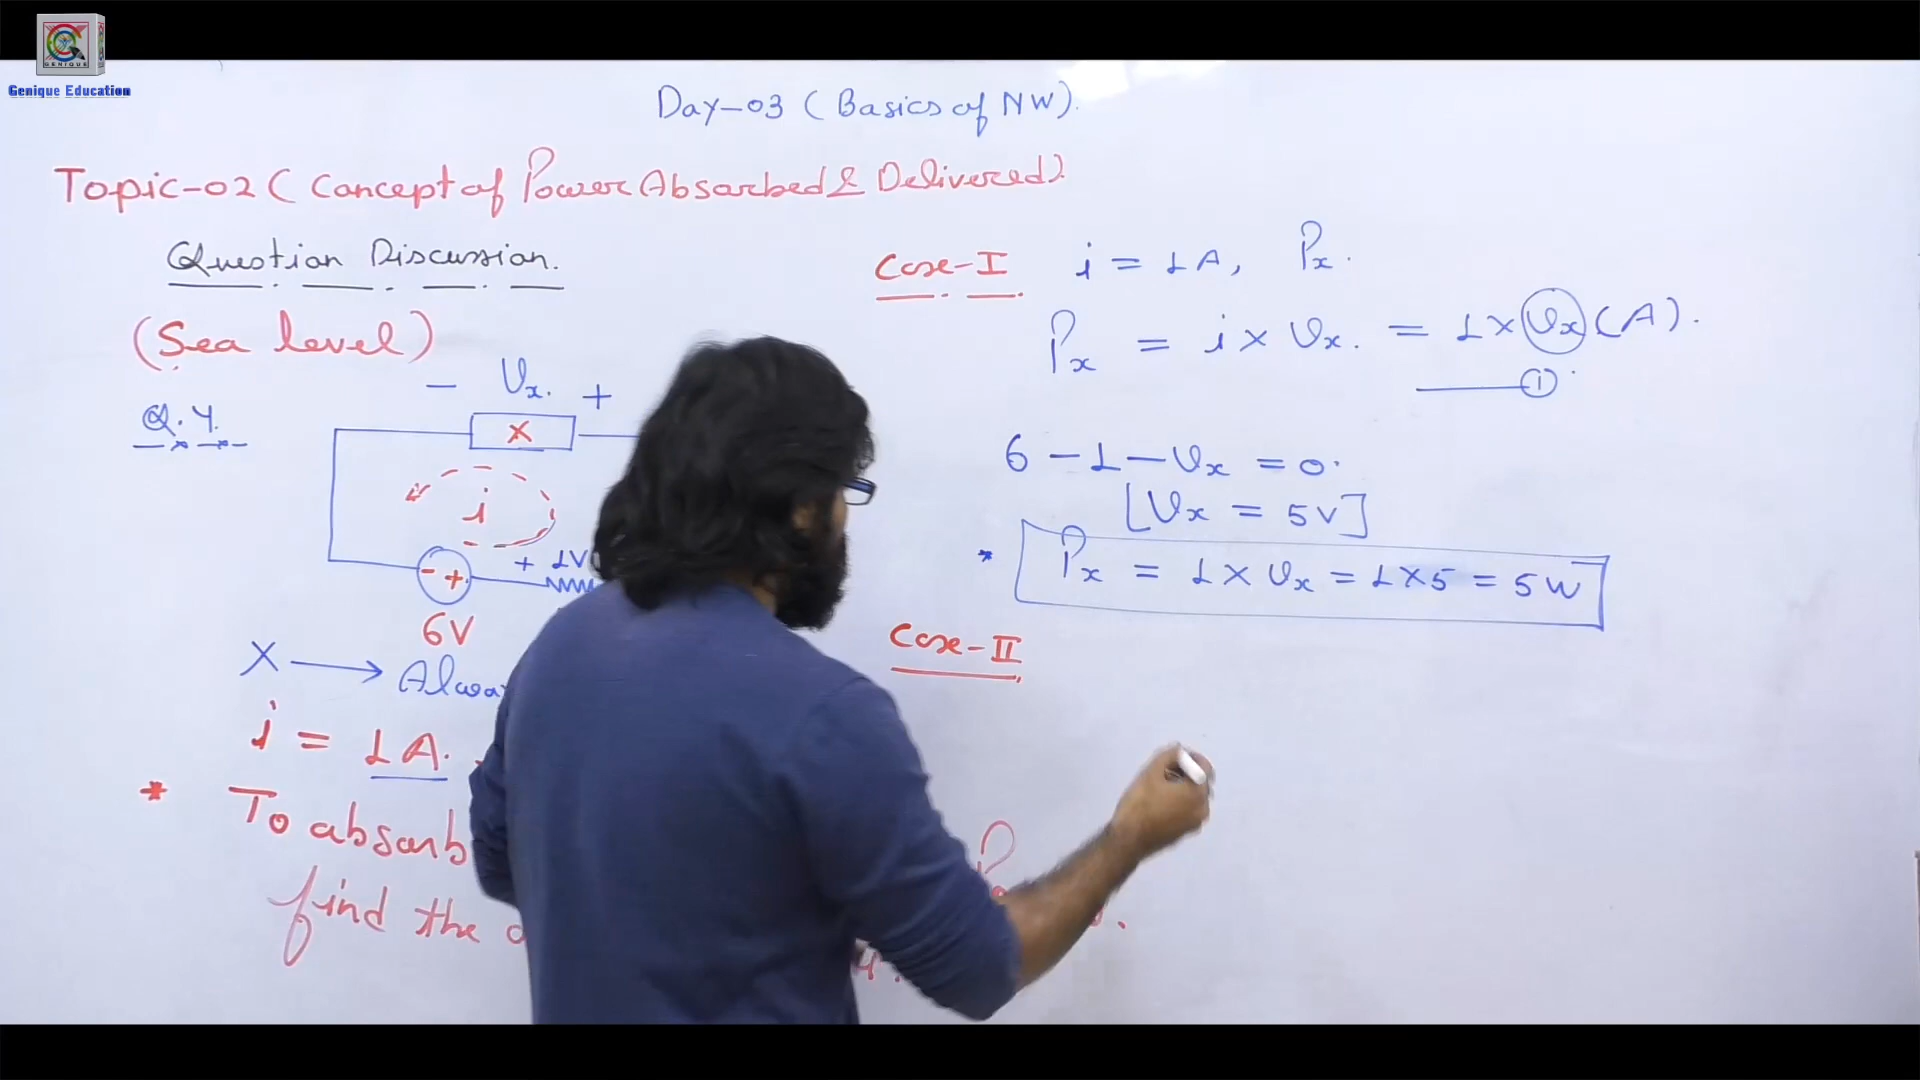 GENIQUE
Genique Education
Day-03 (Basics of NW).
Topic-02 (Concept of Power Absorbed & Delivered).
Question Discussion.
(Sea level)
Q.4.
- Vx. +
X
i
- +
+ 1V
6V
X →
i = 1A.
* To absorb
find the
Case-I i = 1A, Px.
Px = i × Vx. = 1 × Vx (A).
①
6 - 1 - Vx = 0.
[Vx = 5V]
* Px = 1 × Vx = 1 × 5 = 5W
Case-II